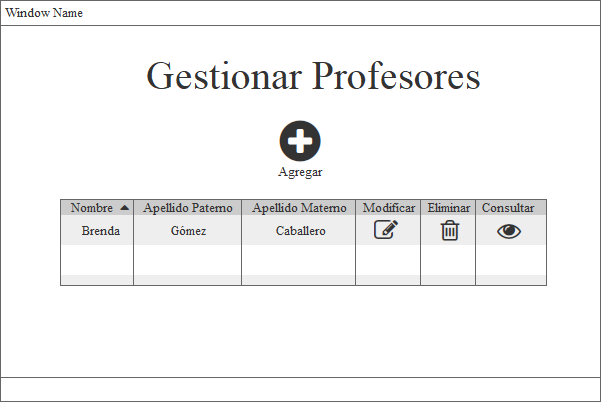 Window Name
Gestionar Profesores
Agregar
Nombre Apellido Paterno Apellido Materno Modificar Eliminar Consultar
Brenda Gómez Caballero